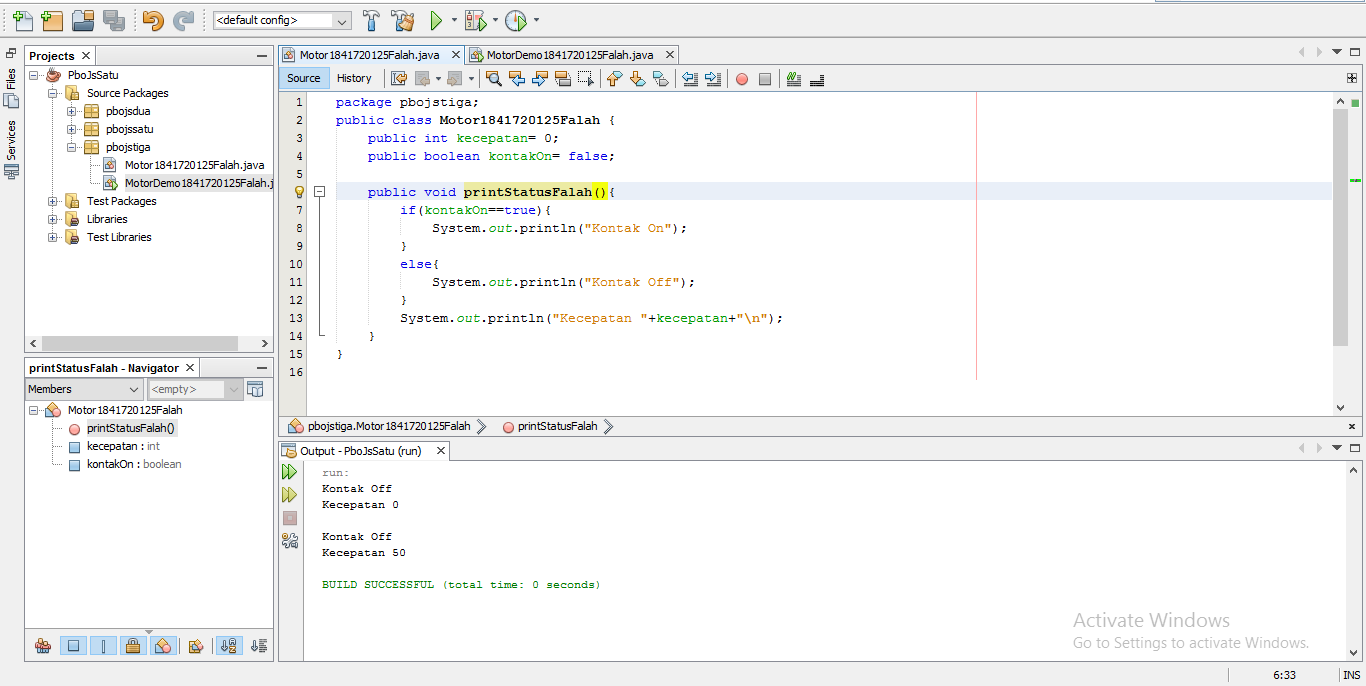 <default config>
Files
Services
Projects
PboJsSatu
Source Packages
pbojsdua
pbojssatu
pbojstiga
Motor1841720125Falah.java
MotorDemo1841720125Falah.j
Test Packages
Libraries
Test Libraries
printStatusFalah - Navigator
Members
<empty>
Motor1841720125Falah
printStatusFalah()
kecepatan : int
kontakOn : boolean
Motor1841720125Falah.java
MotorDemo1841720125Falah.java
Source History
1 package pbojstiga;
2 public class Motor1841720125Falah {
3 public int kecepatan= 0;
4 public boolean kontakOn= false;
5
public void printStatusFalah(){
7 if(kontakOn==true){
8 System.out.println("Kontak On");
9 }
10 else{
11 System.out.println("Kontak Off");
12 }
13 System.out.println("Kecepatan "+kecepatan+"\n");
14 }
15 }
16
pbojstiga.Motor1841720125Falah
printStatusFalah
Output - PboJsSatu (run)
run:
Kontak Off
Kecepatan 0
Kontak Off
Kecepatan 50
BUILD SUCCESSFUL (total time: 0 seconds)
Activate Windows
Go to Settings to activate Windows.
6:33 INS